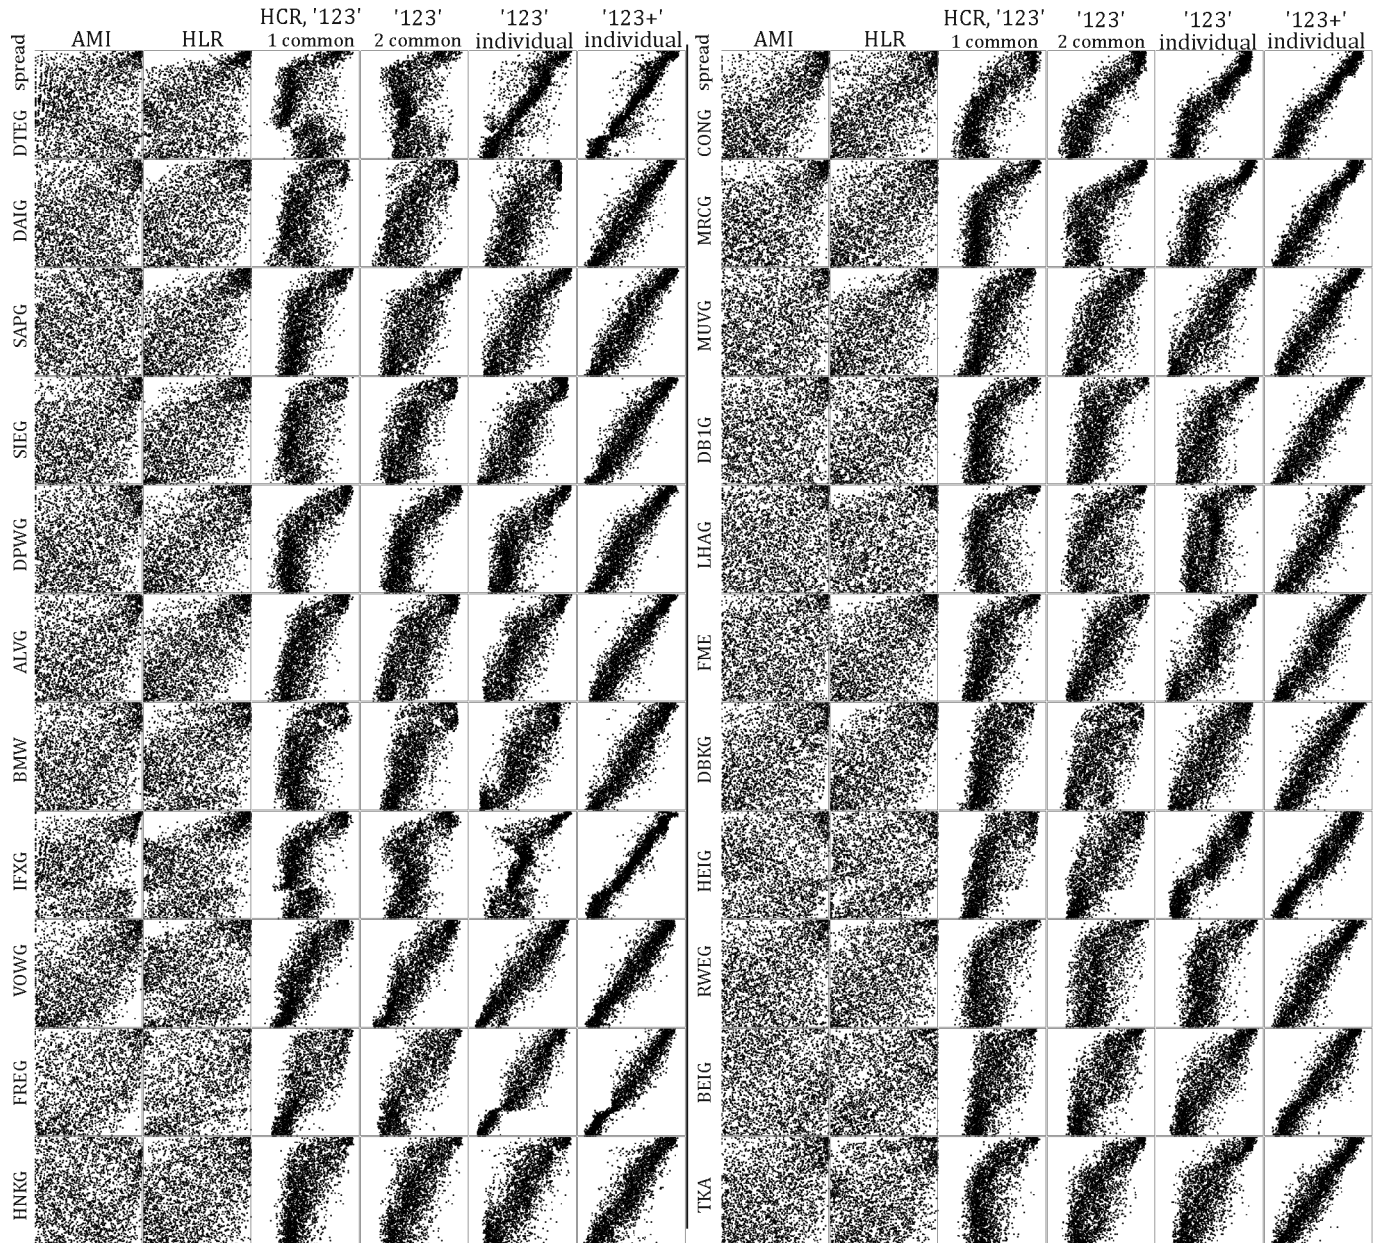 HCR, '123' '123' '123' '123+'
spread AMI HLR 1 common 2 common individual individual
DTEG
DAIG
SAPG
SIEG
DPWG
ALVG
BMW
IFXG
VOWG
FREG
HNKG
HCR, '123' '123' '123' '123+'
spread AMI HLR 1 common 2 common individual individual
CONG
MRCG
MUVG
DB1G
LHAG
FME
DBKG
HEIG
RWEG
BEIG
TKA